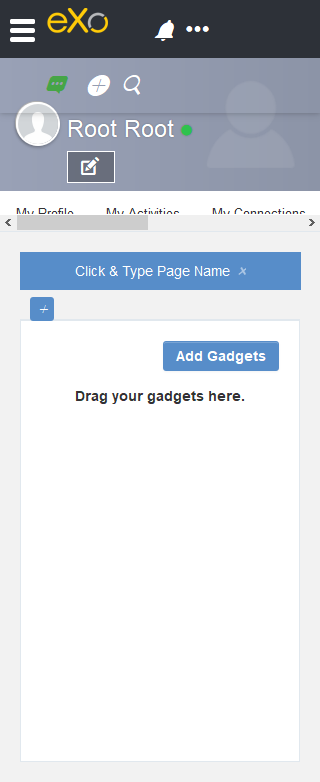 eXo
Root Root
My Profile My Activities My Connections
Click & Type Page Name x
Add Gadgets
Drag your gadgets here.